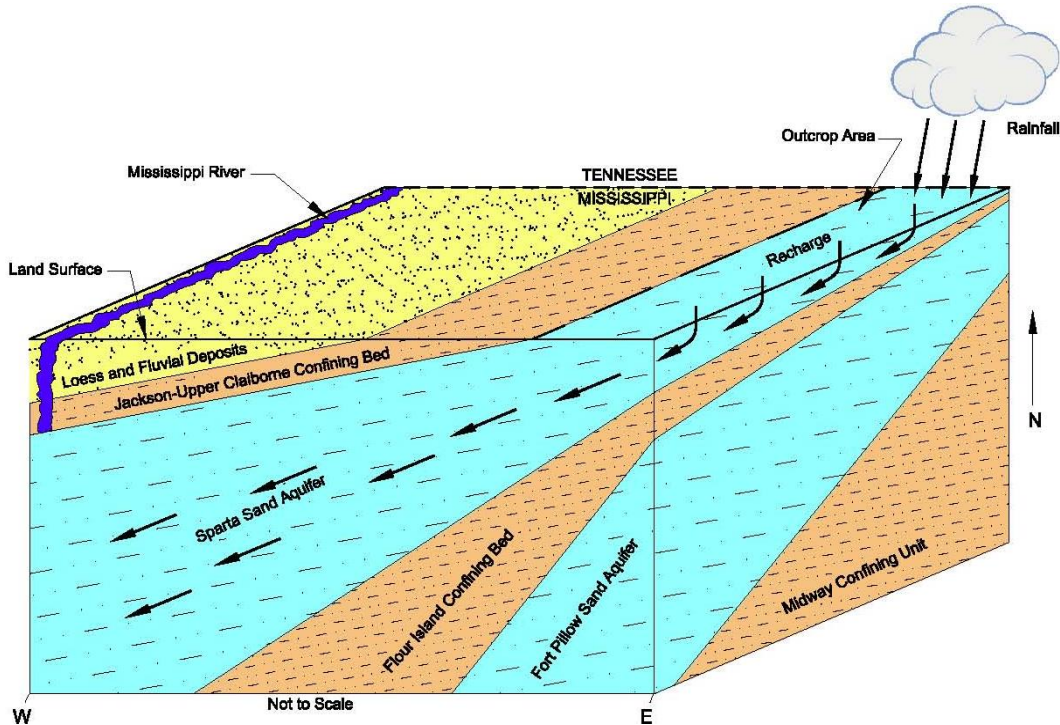 Rainfall
Outcrop Area
Mississippi River
TENNESSEE
MISSISSIPPI
Recharge
Land Surface
Loess and Fluvial Deposits
Jackson-Upper Claiborne Confining Bed
N
Sparta Sand Aquifer
Flour Island Confining Bed
Fort Pillow Sand Aquifer
Midway Confining Unit
W
Not to Scale
E